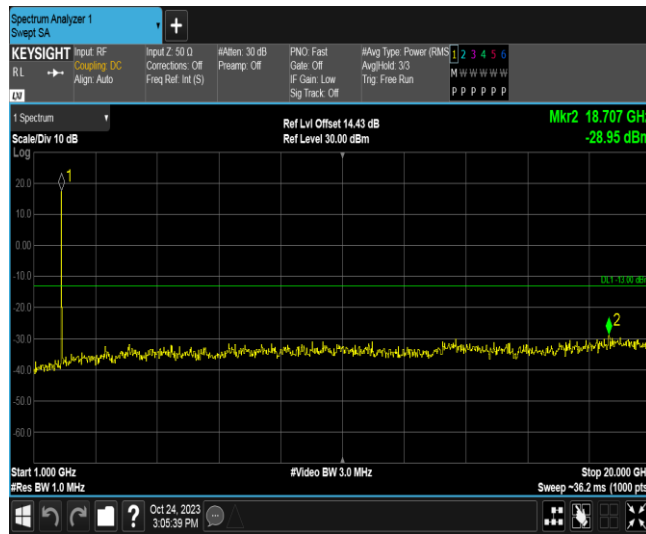 Spectrum Analyzer 1
Swept SA
+
KEYSIGHT Input: RF Input Z: 50 Ω #Atten: 30 dB PNO: Fast #Avg Type: Power (RMS 1 2 3 4 5 6
RL Coupling: DC Corrections: Off Preamp: Off Gate: Off Avg|Hold: 3/3 M W W W W W
Align: Auto Freq Ref: Int (S) IF Gain: Low Trig: Free Run
LXI Sig Track: Off P P P P P P
1 Spectrum Ref Lvl Offset 14.43 dB Mkr2 18.707 GHz
Scale/Div 10 dB Ref Level 30.00 dBm -28.95 dBm
Log
1
20.0
10.0
0.00
-10.0
DL1 -13.00 dBm
-20.0
2
-30.0
-40.0
-50.0
-60.0
Start 1.000 GHz #Video BW 3.0 MHz Stop 20.000 GHz
#Res BW 1.0 MHz Sweep ~36.2 ms (1000 pts)
? Oct 24, 2023
3:05:39 PM